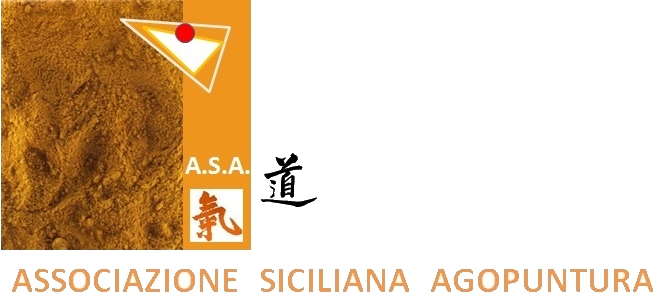 A.S.A.
氣 道
ASSOCIAZIONE SICILIANA AGOPUNTURA